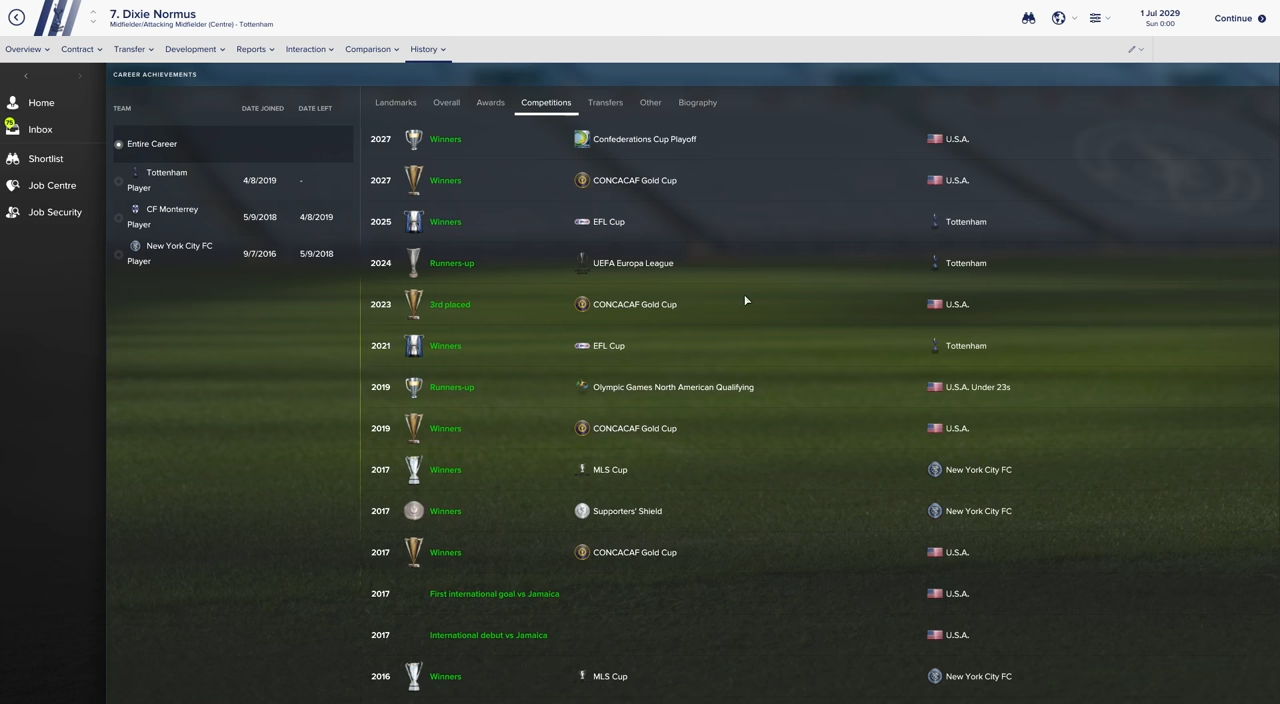 7. Dixie Normus
Midfielder/Attacking Midfielder (Centre) - Tottenham
1 Jul 2029
Sun 0:00
Continue
Overview
Contract
Transfer
Development
Reports
Interaction
Comparison
History
Home
75
Inbox
Shortlist
Job Centre
Job Security
CAREER ACHIEVEMENTS
TEAM DATE JOINED DATE LEFT
Entire Career
Tottenham
Player
4/8/2019 -
CF Monterrey
Player
5/9/2018 4/8/2019
New York City FC
Player
9/7/2016 5/9/2018
Landmarks Overall Awards Competitions Transfers Other Biography
2027 Winners Confederations Cup Playoff U.S.A.
2027 Winners CONCACAF Gold Cup U.S.A.
2025 Winners EFL Cup Tottenham
2024 Runners-up UEFA Europa League Tottenham
2023 3rd placed CONCACAF Gold Cup U.S.A.
2021 Winners EFL Cup Tottenham
2019 Runners-up Olympic Games North American Qualifying U.S.A. Under 23s
2019 Winners CONCACAF Gold Cup U.S.A.
2017 Winners MLS Cup New York City FC
2017 Winners Supporters' Shield New York City FC
2017 Winners CONCACAF Gold Cup U.S.A.
2017 First international goal vs Jamaica U.S.A.
2017 International debut vs Jamaica U.S.A.
2016 Winners MLS Cup New York City FC